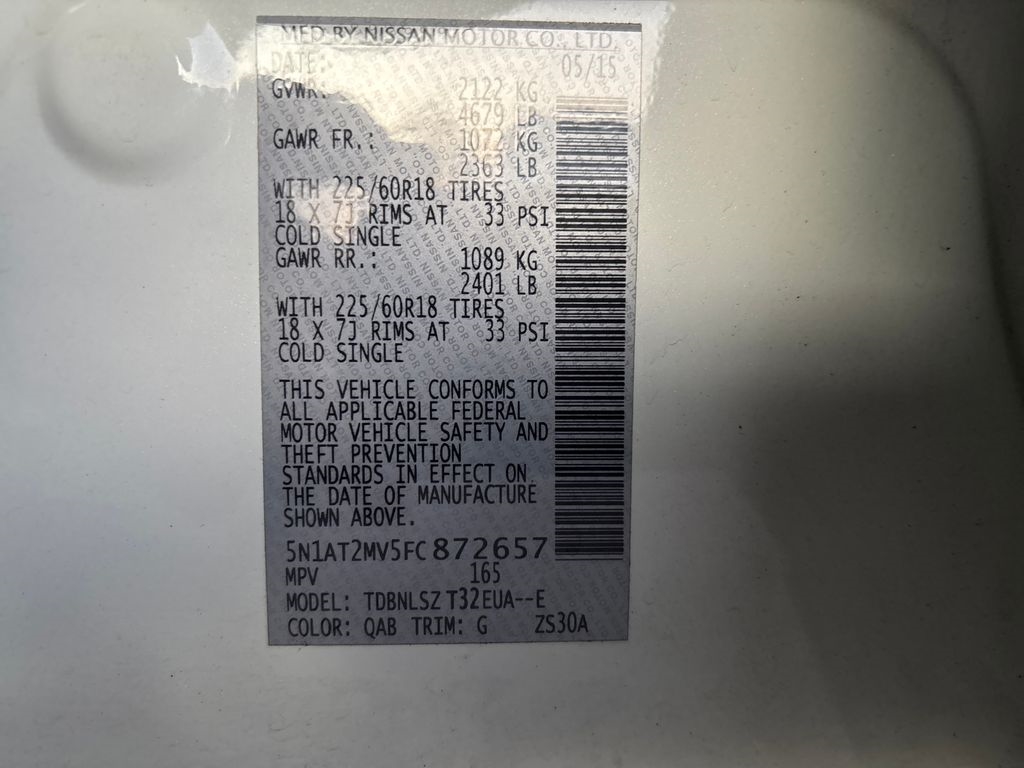 MFD BY NISSAN MOTOR CO., LTD.
DATE: 05/15
GVWR: 2122 KG
4679 LB
GAWR FR.: 1072 KG
2363 LB
WITH 225/60R18 TIRES
18 X 7J RIMS AT 33 PSI
COLD SINGLE
GAWR RR.: 1089 KG
2401 LB
WITH 225/60R18 TIRES
18 X 7J RIMS AT 33 PSI
COLD SINGLE
THIS VEHICLE CONFORMS TO
ALL APPLICABLE FEDERAL
MOTOR VEHICLE SAFETY AND
THEFT PREVENTION
STANDARDS IN EFFECT ON
THE DATE OF MANUFACTURE
SHOWN ABOVE.
5N1AT2MV5FC872657
MPV 165
MODEL: TDBNLSZ T32EUA--E
COLOR: QAB TRIM: G ZS30A